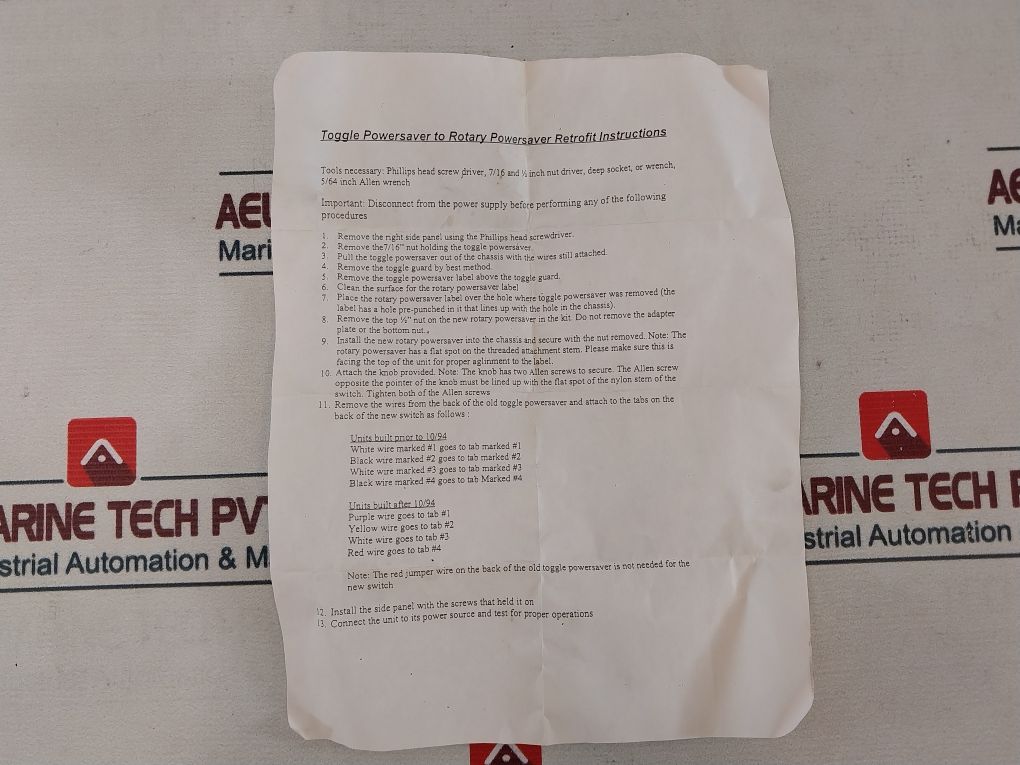 Toggle Powersaver to Rotary Powersaver Retrofit Instructions
Tools necessary: Phillips head screw driver, 7/16 and ½ inch nut driver, deep socket, or wrench,
5/64 inch Allen wrench
Important: Disconnect from the power supply before performing any of the following
procedures
1. Remove the right side panel using the Phillips head screwdriver.
2. Remove the7/16" nut holding the toggle powersaver.
3. Pull the toggle powersaver out of the chassis with the wires still attached.
4. Remove the toggle guard by best method.
5. Remove the toggle powersaver label above the toggle guard.
6. Clean the surface for the rotary powersaver label
7. Place the rotary powersaver label over the hole where toggle powersaver was removed (the
label has a hole pre-punched in it that lines up with the hole in the chassis).
8. Remove the top ½" nut on the new rotary powersaver in the kit. Do not remove the adapter
plate or the bottom nut..
9. Install the new rotary powersaver into the chassis and secure with the nut removed. Note: The
rotary powersaver has a flat spot on the threaded attachment stem. Please make sure this is
facing the top of the unit for proper aglinment to the label.
10. Attach the knob provided. Note: The knob has two Allen screws to secure. The Allen screw
opposite the pointer of the knob must be lined up with the flat spot of the nylon stem of the
switch. Tighten both of the Allen screws
11. Remove the wires from the back of the old toggle powersaver and attach to the tabs on the
back of the new switch as follows :
Units built prior to 10/94
White wire marked #1 goes to tab marked #1
Black wire marked #2 goes to tab marked #2
White wire marked #3 goes to tab marked #3
Black wire marked #4 goes to tab Marked #4
Units built after 10/94
Purple wire goes to tab #1
Yellow wire goes to tab #2
White wire goes to tab #3
Red wire goes to tab #4
Note: The red jumper wire on the back of the old toggle powersaver is not needed for the
new switch
12. Install the side panel with the screws that held it on
13. Connect the unit to its power source and test for proper operations
AEU
Mari
ARINE TECH PVT
strial Automation & M
AE
Ma
ARINE TECH P
strial Automation